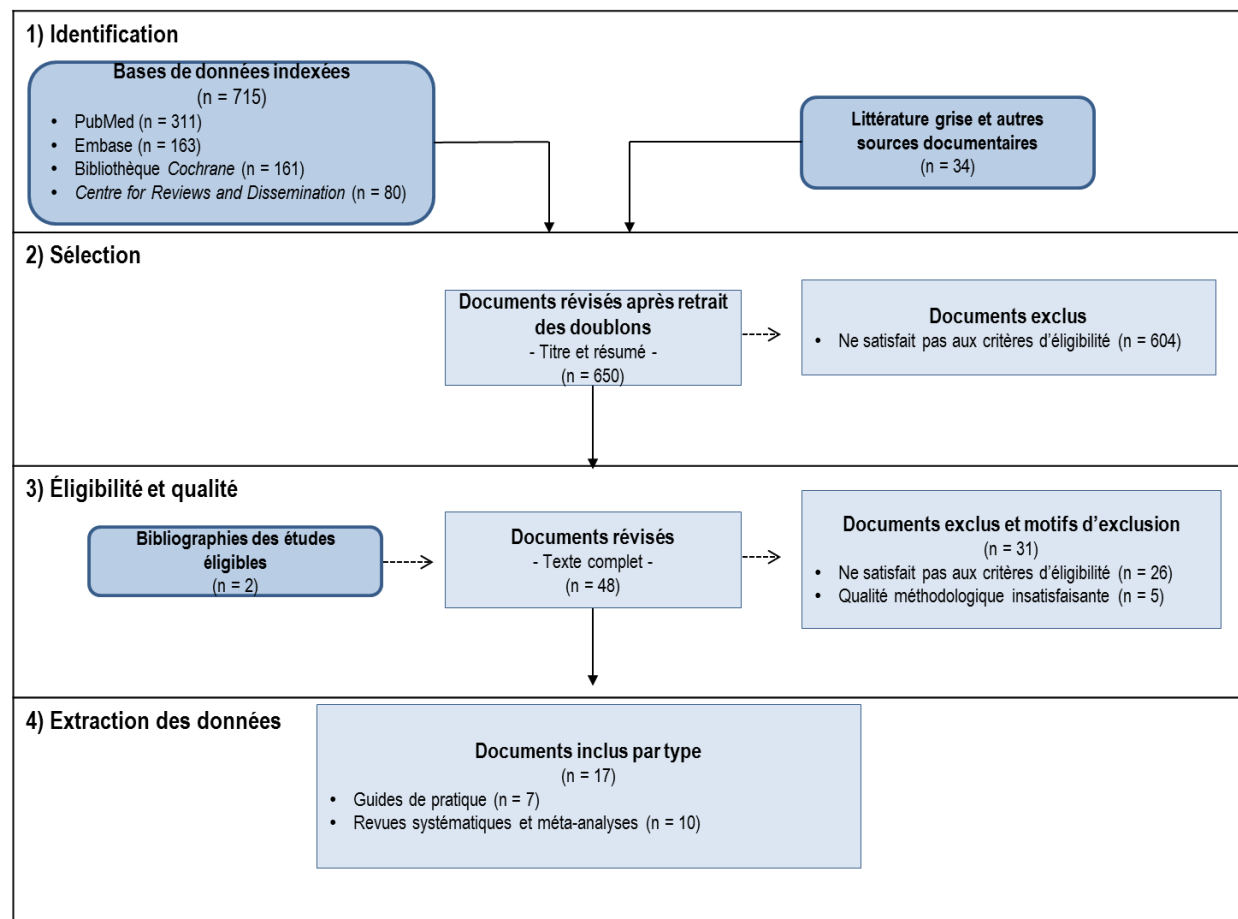 1) Identification
Bases de données indexées
(n = 715)
• PubMed (n = 311)
• Embase (n = 163)
• Bibliothèque Cochrane (n = 161)
• Centre for Reviews and Dissemination (n = 80)
Littérature grise et autres
sources documentaires
(n = 34)
2) Sélection
Documents révisés après retrait
des doublons
- Titre et résumé -
(n = 650)
Documents exclus
• Ne satisfait pas aux critères d’éligibilité (n = 604)
3) Éligibilité et qualité
Bibliographies des études
éligibles
(n = 2)
Documents révisés
- Texte complet -
(n = 48)
Documents exclus et motifs d’exclusion
(n = 31)
• Ne satisfait pas aux critères d’éligibilité (n = 26)
• Qualité méthodologique insatisfaisante (n = 5)
4) Extraction des données
Documents inclus par type
(n = 17)
• Guides de pratique (n = 7)
• Revues systématiques et méta-analyses (n = 10)